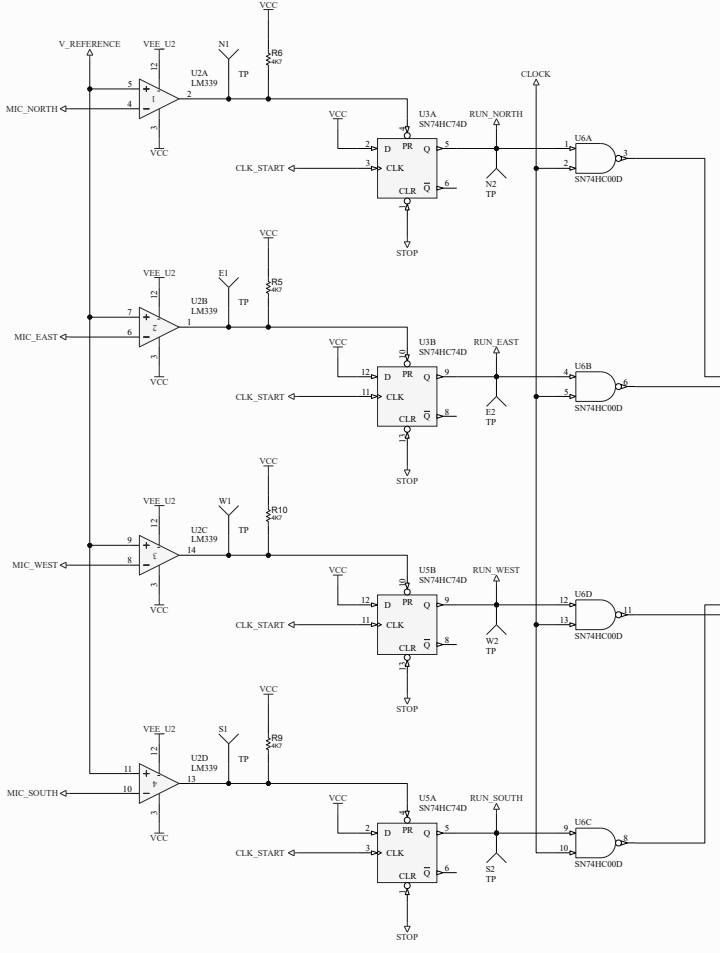 VCC
V_REFERENCE VEE_U2 N1 R6
4K7
12 U2A TP
LM339 CLOCK
5 + 1 2
MIC_NORTH 4 −
3 VCC U3A RUN_NORTH
VCC SN74HC74D
4 U6A
2 D PR Q 5 1 3
CLK_START 3 CLK 2
Q 6 N2 SN74HC00D
CLR TP
1
VCC
STOP
VEE_U2 E1 R5
4K7
12 U2B TP
LM339
7 + 2 1
MIC_EAST 6 −
3 VCC U3B RUN_EAST
VCC SN74HC74D
10 U6B
12 D PR Q 9 4 6
CLK_START 11 CLK 5
Q 8 E2 SN74HC00D
CLR TP
13
VCC
STOP
VEE_U2 W1 R10
4K7
12 U2C TP
LM339
9 + 3 14
MIC_WEST 8 −
3 VCC U5B RUN_WEST
VCC SN74HC74D
10 U6D
12 D PR Q 9 12 11
CLK_START 11 CLK 13
Q 8 W2 SN74HC00D
CLR TP
13
VCC
STOP
VEE_U2 S1 R9
4K7
12 U2D TP
LM339
11 + 4 13
MIC_SOUTH 10 −
3 VCC U5A RUN_SOUTH
VCC SN74HC74D
4 U6C
2 D PR Q 5 9 8
CLK_START 3 CLK 10
Q 6 S2 SN74HC00D
CLR TP
1
STOP